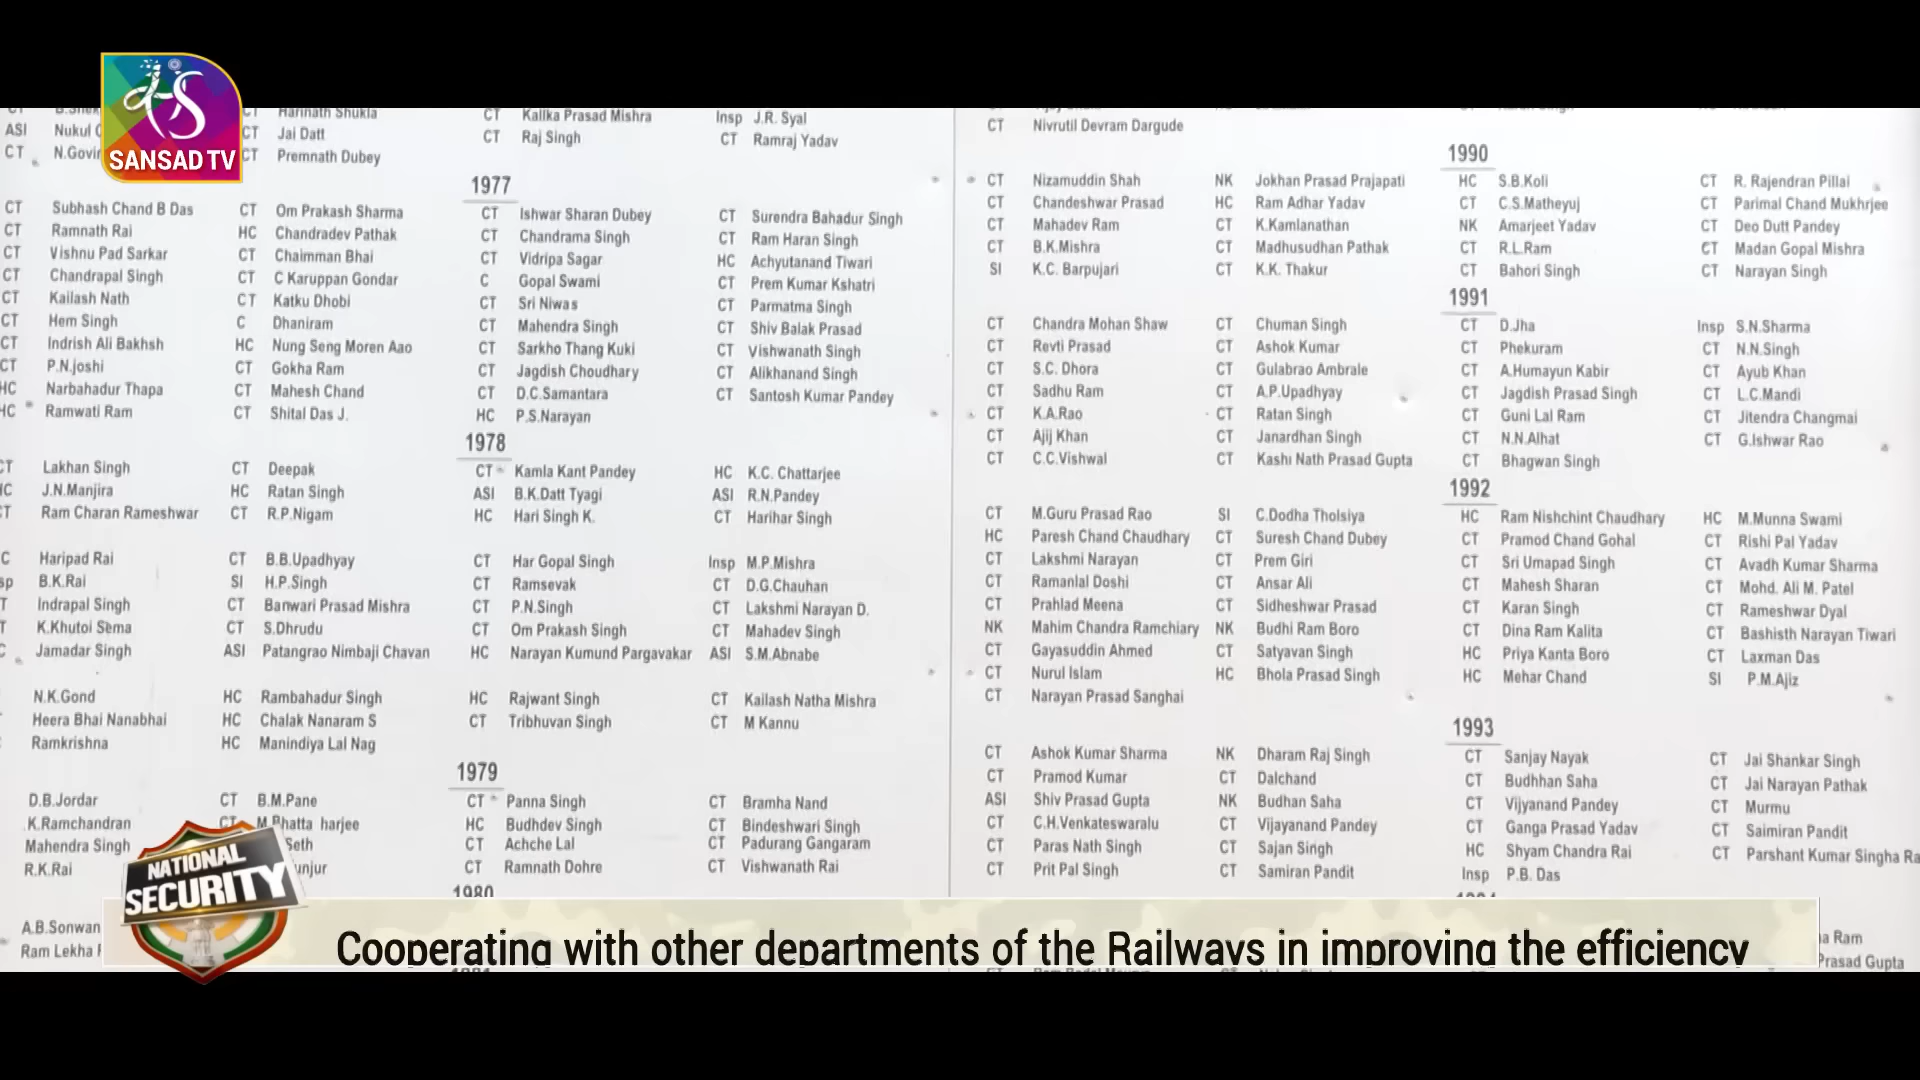 SANSAD TV
Harinath Shukla
ASI Nukul
CT Jai Datt
CT
CT Premnath Dubey
CT Subhash Chand B Das CT Om Prakash Sharma
CT Ramnath Rai HC Chandradev Pathak
CT Vishnu Pad Sarkar CT Chaimman Bhai
CT Chandrapal Singh CT C Karuppan Gondar
CT Kailash Nath CT Katku Dhobi
CT Hem Singh C Dhaniram
CT Indrish Ali Bakhsh HC Nung Seng Moren Aao
CT P.N.joshi CT Gokha Ram
HC Narbahadur Thapa CT Mahesh Chand
HC Ramwati Ram CT Shital Das J.
CT Lakhan Singh CT Deepak
HC J.N.Manjira HC Ratan Singh
CT Ram Charan Rameshwar CT R.P.Nigam
C Haripad Rai CT B.B.Upadhyay
sp B.K.Rai SI H.P.Singh
T Indrapal Singh CT Banwari Prasad Mishra
T K.Khutoi Sema CT S.Dhrudu
C Jamadar Singh ASI Patangrao Nimbaji Chavan
N.K.Gond HC Rambahadur Singh
Heera Bhai Nanabhai HC Chalak Nanaram S
Ramkrishna HC Manindiya Lal Nag
D.B.Jordar CT B.M.Pane
K.Ramchandran CT M.Bhatta harjee
Mahendra Singh Seth
R.K.Rai unjur
A.B.Sonwan
Ram Lekha
CT Kalika Prasad Mishra Insp J.R. Syal
CT Raj Singh CT Ramraj Yadav
1977
CT Ishwar Sharan Dubey CT Surendra Bahadur Singh
CT Chandrama Singh CT Ram Haran Singh
CT Vidripa Sagar HC Achyutanand Tiwari
C Gopal Swami CT Prem Kumar Kshatri
CT Sri Niwas CT Parmatma Singh
CT Mahendra Singh CT Shiv Balak Prasad
CT Sarkho Thang Kuki CT Vishwanath Singh
CT Jagdish Choudhary CT Alikhanand Singh
CT D.C.Samantara CT Santosh Kumar Pandey
HC P.S.Narayan
1978
CT Kamla Kant Pandey HC K.C. Chattarjee
ASI B.K.Datt Tyagi ASI R.N.Pandey
HC Hari Singh K. CT Harihar Singh
CT Har Gopal Singh Insp M.P.Mishra
CT Ramsevak CT D.G.Chauhan
CT P.N.Singh CT Lakshmi Narayan D.
CT Om Prakash Singh CT Mahadev Singh
HC Narayan Kumund Pargavakar ASI S.M.Abnabe
HC Rajwant Singh CT Kailash Natha Mishra
CT Tribhuvan Singh CT M Kannu
1979
CT Panna Singh CT Bramha Nand
HC Budhdev Singh CT Bindeshwari Singh
CT Achche Lal CT Padurang Gangaram
CT Ramnath Dohre CT Vishwanath Rai
1980
CT Nivrutil Devram Dargude
CT Nizamuddin Shah NK Jokhan Prasad Prajapati
CT Chandeshwar Prasad HC Ram Adhar Yadav
CT Mahadev Ram CT K.Kamlanathan
CT B.K.Mishra CT Madhusudhan Pathak
SI K.C. Barpujari CT K.K. Thakur
CT Chandra Mohan Shaw CT Chuman Singh
CT Revti Prasad CT Ashok Kumar
CT S.C. Dhora CT Gulabrao Ambrale
CT Sadhu Ram CT A.P.Upadhyay
CT K.A.Rao CT Ratan Singh
CT Ajij Khan CT Janardhan Singh
CT C.C.Vishwal CT Kashi Nath Prasad Gupta
CT M.Guru Prasad Rao SI C.Dodha Tholsiya
HC Paresh Chand Chaudhary CT Suresh Chand Dubey
CT Lakshmi Narayan CT Prem Giri
CT Ramanlal Doshi CT Ansar Ali
CT Prahlad Meena CT Sidheshwar Prasad
NK Mahim Chandra Ramchiary NK Budhi Ram Boro
CT Gayasuddin Ahmed CT Satyavan Singh
CT Nurul Islam HC Bhola Prasad Singh
CT Narayan Prasad Sanghai
CT Ashok Kumar Sharma NK Dharam Raj Singh
CT Pramod Kumar CT Dalchand
ASI Shiv Prasad Gupta NK Budhan Saha
CT C.H.Venkateswaralu CT Vijayanand Pandey
CT Paras Nath Singh CT Sajan Singh
CT Prit Pal Singh CT Samiran Pandit
1990
HC S.B.Koli CT R. Rajendran Pillai
CT C.S.Matheyuj CT Parimal Chand Mukhrjee
NK Amarjeet Yadav CT Deo Dutt Pandey
CT R.L.Ram CT Madan Gopal Mishra
CT Bahori Singh CT Narayan Singh
1991
CT D.Jha Insp S.N.Sharma
CT Phekuram CT N.N.Singh
CT A.Humayun Kabir CT Ayub Khan
CT Jagdish Prasad Singh CT L.C.Mandi
CT Guni Lal Ram CT Jitendra Changmai
CT N.N.Alhat CT G.Ishwar Rao
CT Bhagwan Singh
1992
HC Ram Nishchint Chaudhary HC M.Munna Swami
CT Pramod Chand Gohal CT Rishi Pal Yadav
CT Sri Umapad Singh CT Avadh Kumar Sharma
CT Mahesh Sharan CT Mohd. Ali M. Patel
CT Karan Singh CT Rameshwar Dyal
CT Dina Ram Kalita CT Bashisth Narayan Tiwari
HC Priya Kanta Boro CT Laxman Das
HC Mehar Chand SI P.M.Ajiz
1993
CT Sanjay Nayak CT Jai Shankar Singh
CT Budhhan Saha CT Jai Narayan Pathak
CT Vijyanand Pandey CT Murmu
CT Ganga Prasad Yadav CT Saimiran Pandit
HC Shyam Chandra Rai CT Parshant Kumar Singha Ra
Insp P.B. Das
a Ram
Prasad Gupta
NATIONAL
SECURITY
Cooperating with other departments of the Railways in improving the efficiency